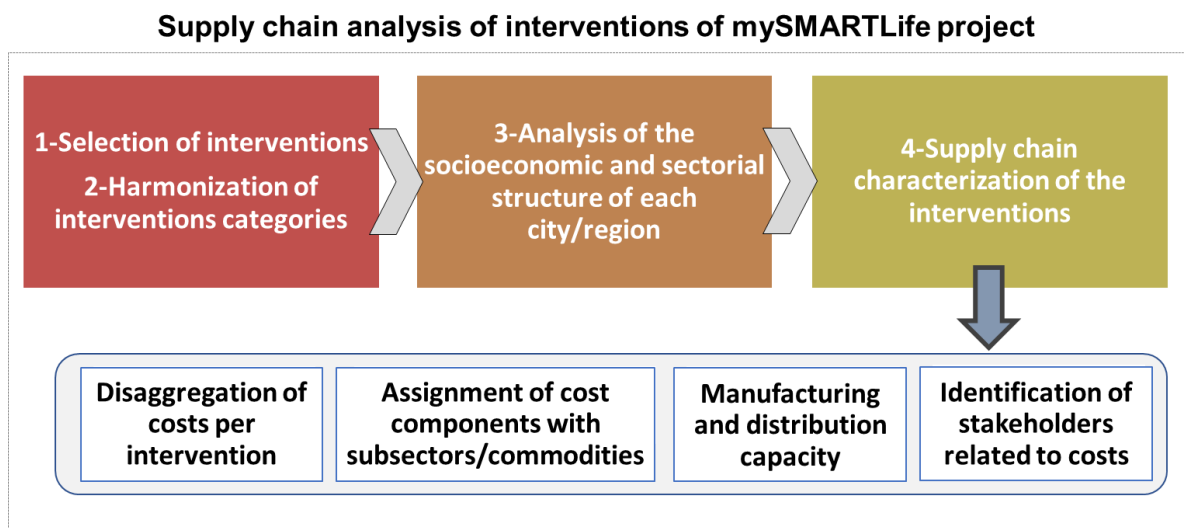 Supply chain analysis of interventions of mySMARTLife project
1-Selection of interventions
2-Harmonization of
interventions categories
3-Analysis of the
socioeconomic and sectorial
structure of each
city/region
4-Supply chain
characterization of the
interventions
Disaggregation of
costs per
intervention
Assignment of cost
components with
subsectors/commodities
Manufacturing
and distribution
capacity
Identification of
stakeholders
related to costs